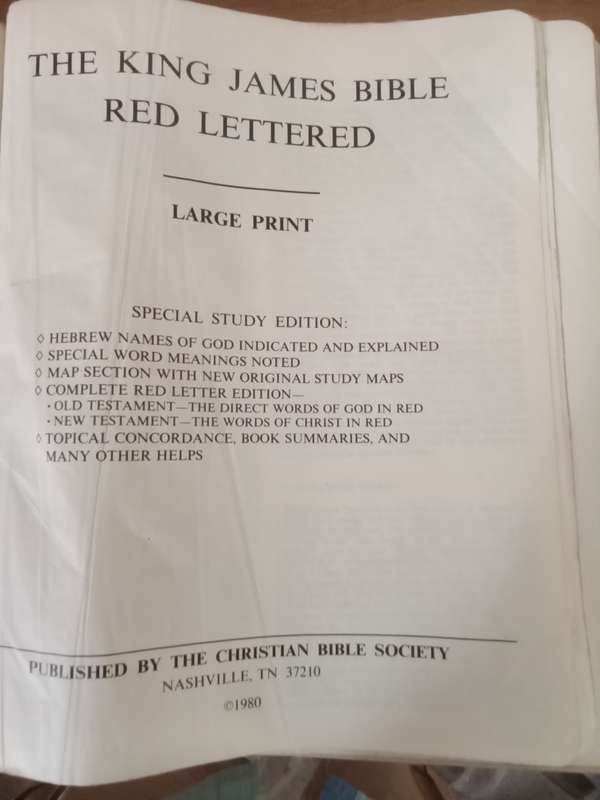 THE KING JAMES BIBLE
RED LETTERED
LARGE PRINT
SPECIAL STUDY EDITION:
◊ HEBREW NAMES OF GOD INDICATED AND EXPLAINED
◊ SPECIAL WORD MEANINGS NOTED
◊ MAP SECTION WITH NEW ORIGINAL STUDY MAPS
◊ COMPLETE RED LETTER EDITION—
• OLD TESTAMENT—THE DIRECT WORDS OF GOD IN RED
• NEW TESTAMENT—THE WORDS OF CHRIST IN RED
◊ TOPICAL CONCORDANCE, BOOK SUMMARIES, AND
MANY OTHER HELPS
PUBLISHED BY THE CHRISTIAN BIBLE SOCIETY
NASHVILLE, TN 37210
©1980